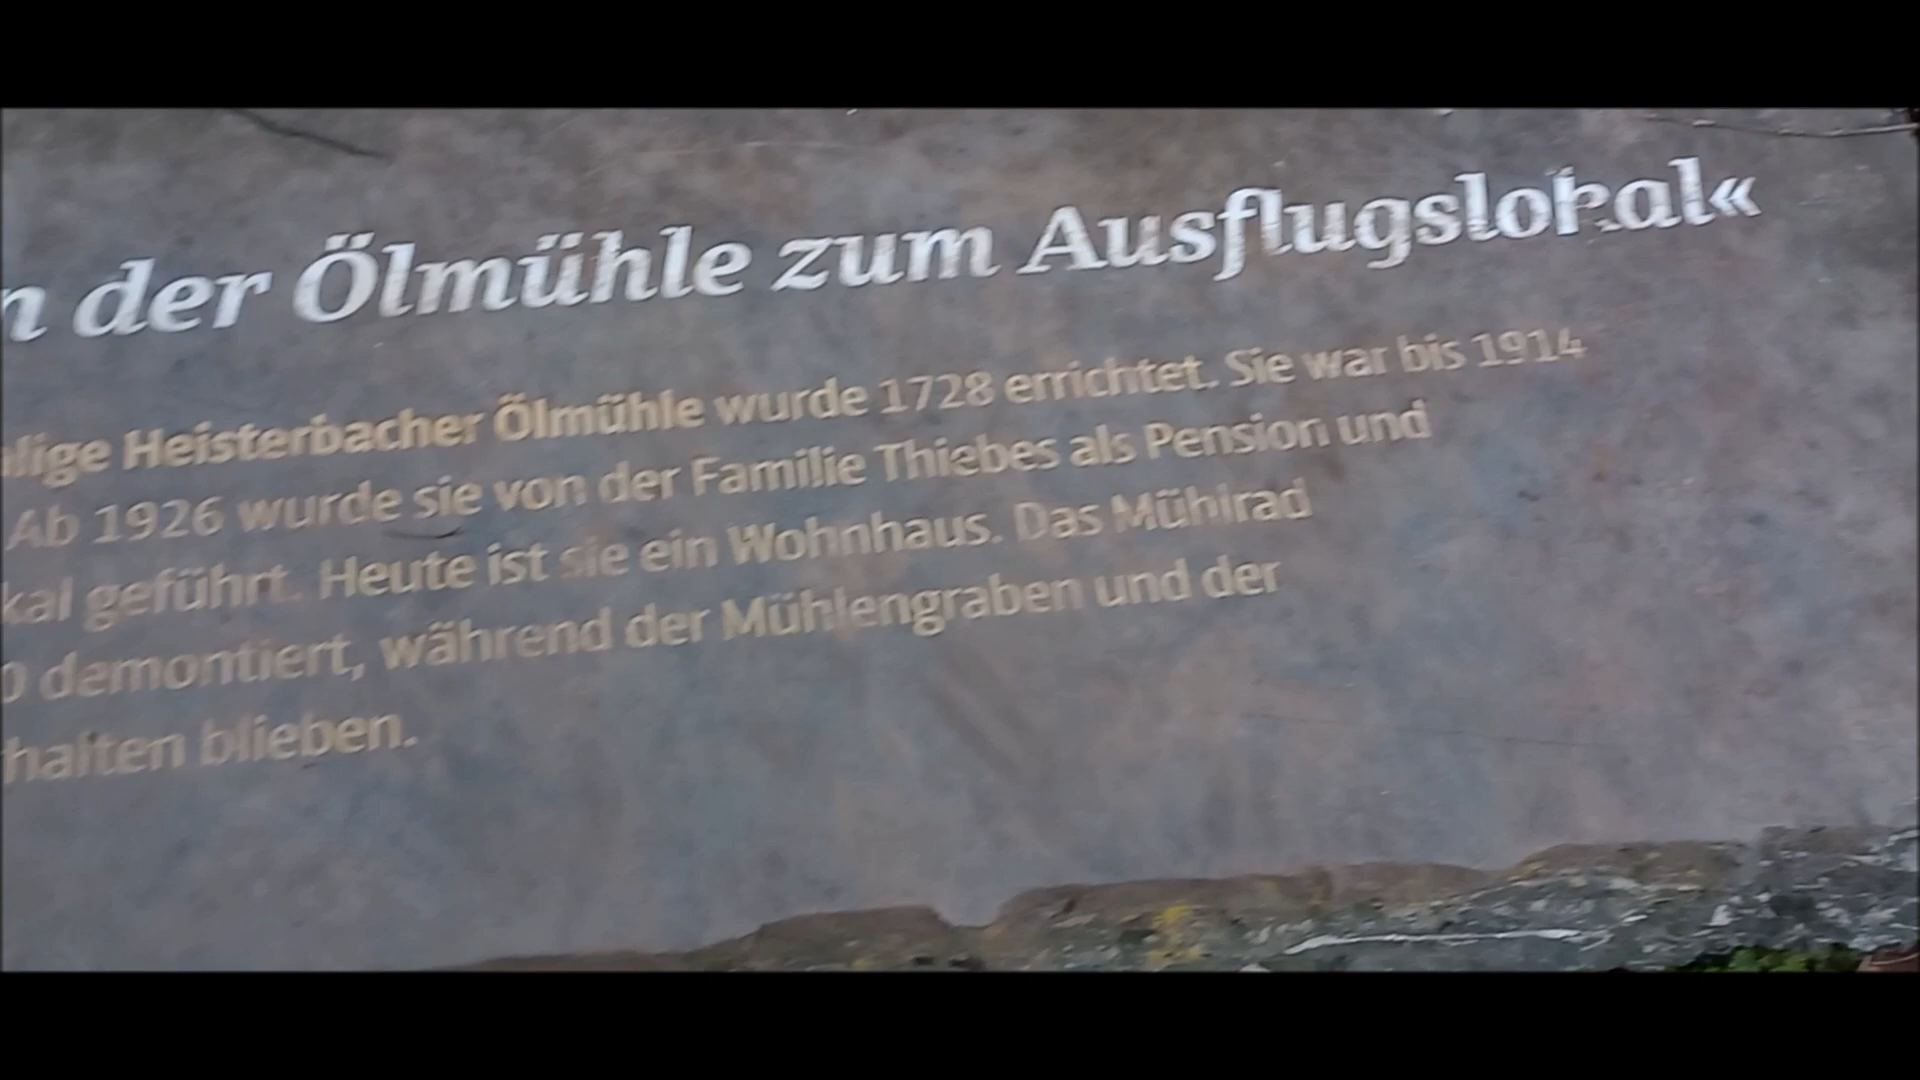 n der Ölmühle zum Ausflugslokal«
lige Heisterbacher Ölmühle wurde 1728 errichtet. Sie war bis 1914
Ab 1926 wurde sie von der Familie Thiebes als Pension und
kal geführt. Heute ist sie ein Wohnhaus. Das Mühlrad
0 demontiert, während der Mühlengraben und der
halten blieben.